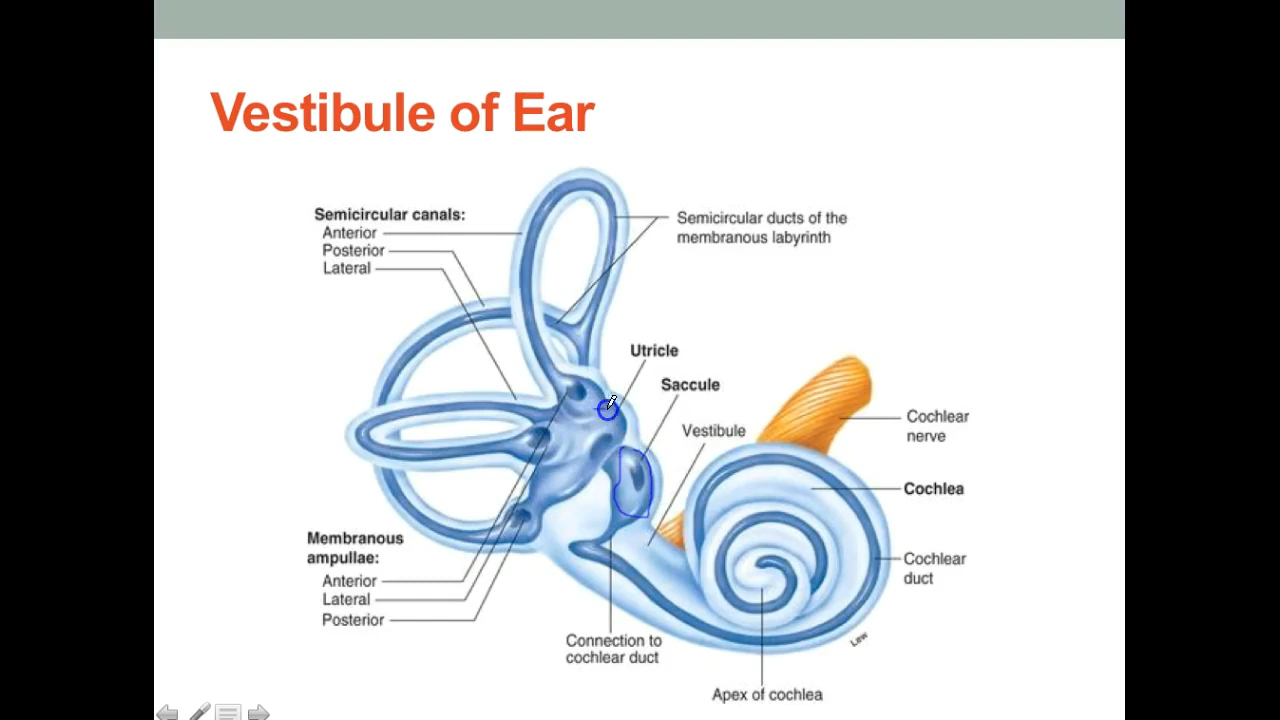 Vestibule of Ear
Semicircular canals:
Anterior
Posterior
Lateral
Semicircular ducts of the
membranous labyrinth
Utricle
Saccule
Vestibule
Cochlear
nerve
Cochlea
Cochlear
duct
Membranous
ampullae:
Anterior
Lateral
Posterior
Connection to
cochlear duct
Apex of cochlea
Lew